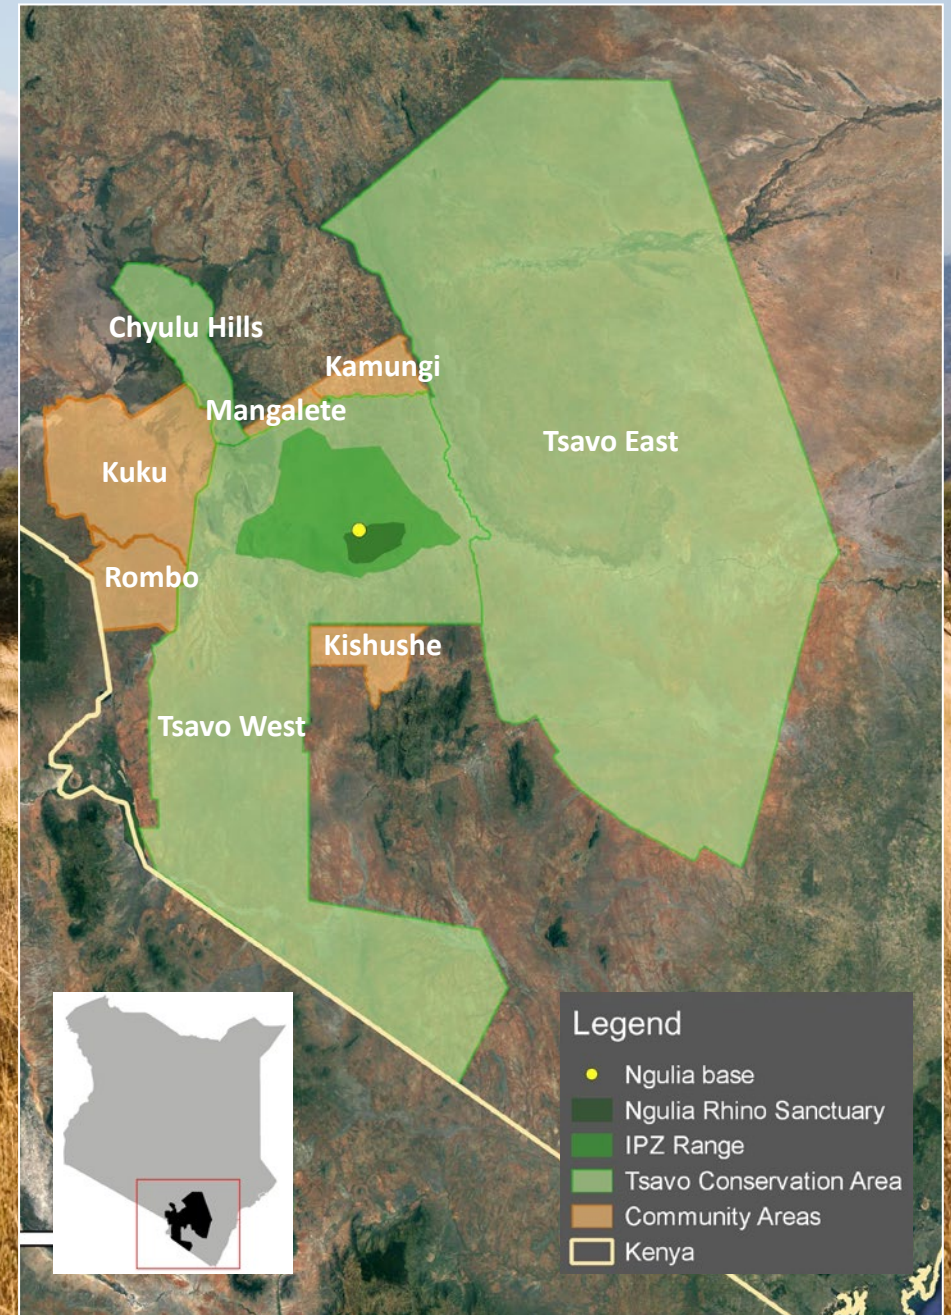 Chyulu Hills
Kamungi
Mangalete
Tsavo East
Kuku
Rombo
Kishushe
Tsavo West
Legend
Ngulia base
Ngulia Rhino Sanctuary
IPZ Range
Tsavo Conservation Area
Community Areas
Kenya